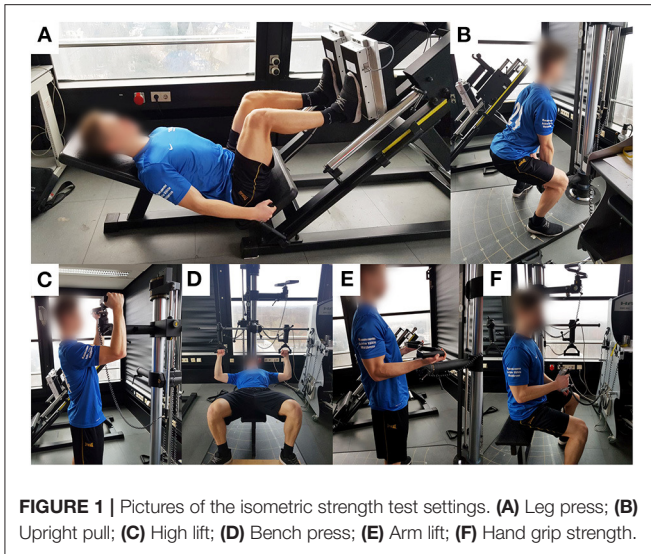 A
B
C
D
E
F
FIGURE 1 | Pictures of the isometric strength test settings. (A) Leg press; (B)
Upright pull; (C) High lift; (D) Bench press; (E) Arm lift; (F) Hand grip strength.